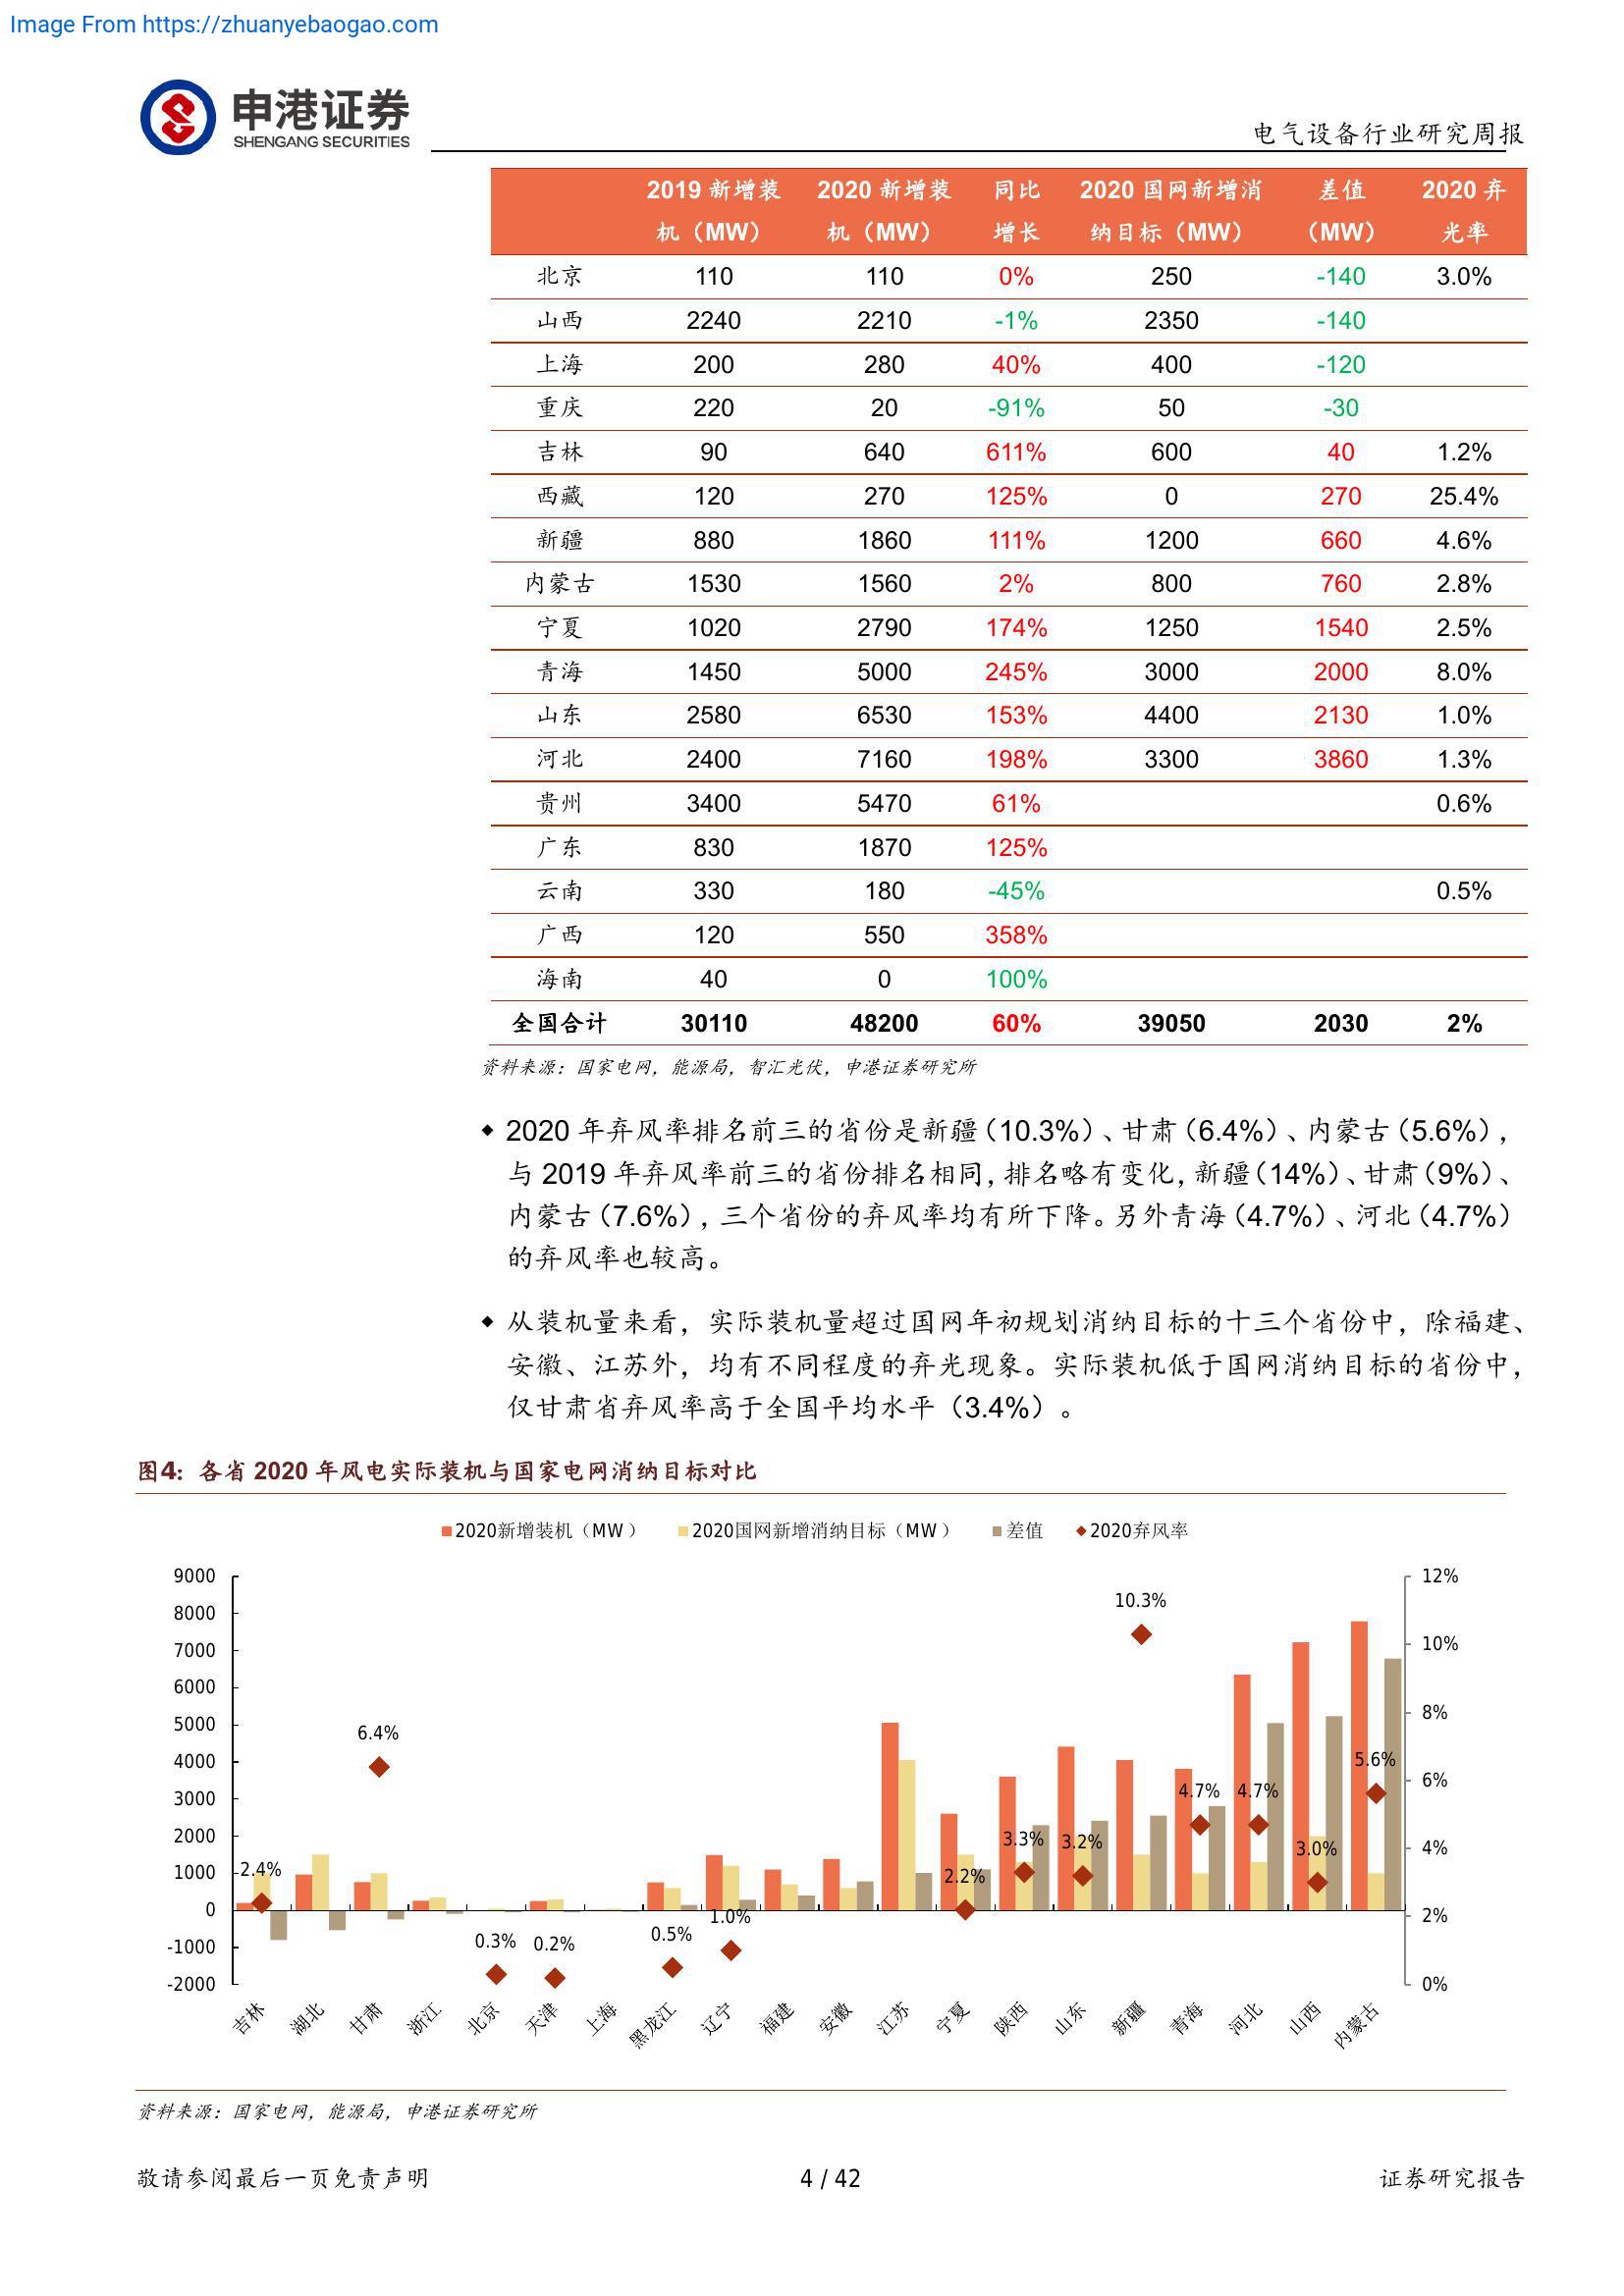 Image From https://zhuanyebaogao.com
申港证券
SHENGANG SECURITIES
电气设备行业研究周报
2019 新增装机（MW） 2020 新增装机（MW） 同比增长 2020 国网新增消纳目标（MW） 差值（MW） 2020 弃光率
北京 110 110 0% 250 -140 3.0%
山西 2240 2210 -1% 2350 -140
上海 200 280 40% 400 -120
重庆 220 20 -91% 50 -30
吉林 90 640 611% 600 40 1.2%
西藏 120 270 125% 0 270 25.4%
新疆 880 1860 111% 1200 660 4.6%
内蒙古 1530 1560 2% 800 760 2.8%
宁夏 1020 2790 174% 1250 1540 2.5%
青海 1450 5000 245% 3000 2000 8.0%
山东 2580 6530 153% 4400 2130 1.0%
河北 2400 7160 198% 3300 3860 1.3%
贵州 3400 5470 61% 0.6%
广东 830 1870 125%
云南 330 180 -45% 0.5%
广西 120 550 358%
海南 40 0 100%
全国合计 30110 48200 60% 39050 2030 2%
资料来源：国家电网，能源局，智汇光伏，申港证券研究所
◆ 2020 年弃风率排名前三的省份是新疆（10.3%）、甘肃（6.4%）、内蒙古（5.6%），
与 2019 年弃风率前三的省份排名相同，排名略有变化，新疆（14%）、甘肃（9%）、
内蒙古（7.6%），三个省份的弃风率均有所下降。另外青海（4.7%）、河北（4.7%）
的弃风率也较高。
◆ 从装机量来看，实际装机量超过国网年初规划消纳目标的十三个省份中，除福建、
安徽、江苏外，均有不同程度的弃光现象。实际装机低于国网消纳目标的省份中，
仅甘肃省弃风率高于全国平均水平（3.4%）。
图4：各省 2020 年风电实际装机与国家电网消纳目标对比
2020新增装机（MW） 2020国网新增消纳目标（MW） 差值 2020弃风率
9000
8000
7000
6000
5000
4000
3000
2000
1000
0
-1000
-2000
12%
10%
8%
6%
4%
2%
0%
2.4%
6.4%
0.3%
0.2%
0.5%
1.0%
2.2%
3.3%
3.2%
10.3%
4.7%
4.7%
3.0%
5.6%
吉林 湖北 甘肃 浙江 北京 天津 上海 黑龙江 辽宁 福建 安徽 江苏 宁夏 陕西 山东 新疆 青海 河北 山西 内蒙古
资料来源：国家电网，能源局，申港证券研究所
敬请参阅最后一页免责声明 4 / 42 证券研究报告